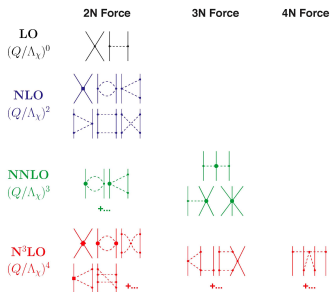 2N Force 3N Force 4N Force
LO
(Q/Λχ)⁰
NLO
(Q/Λχ)²
NNLO
(Q/Λχ)³
+...
N³LO
(Q/Λχ)⁴
+... +... +...